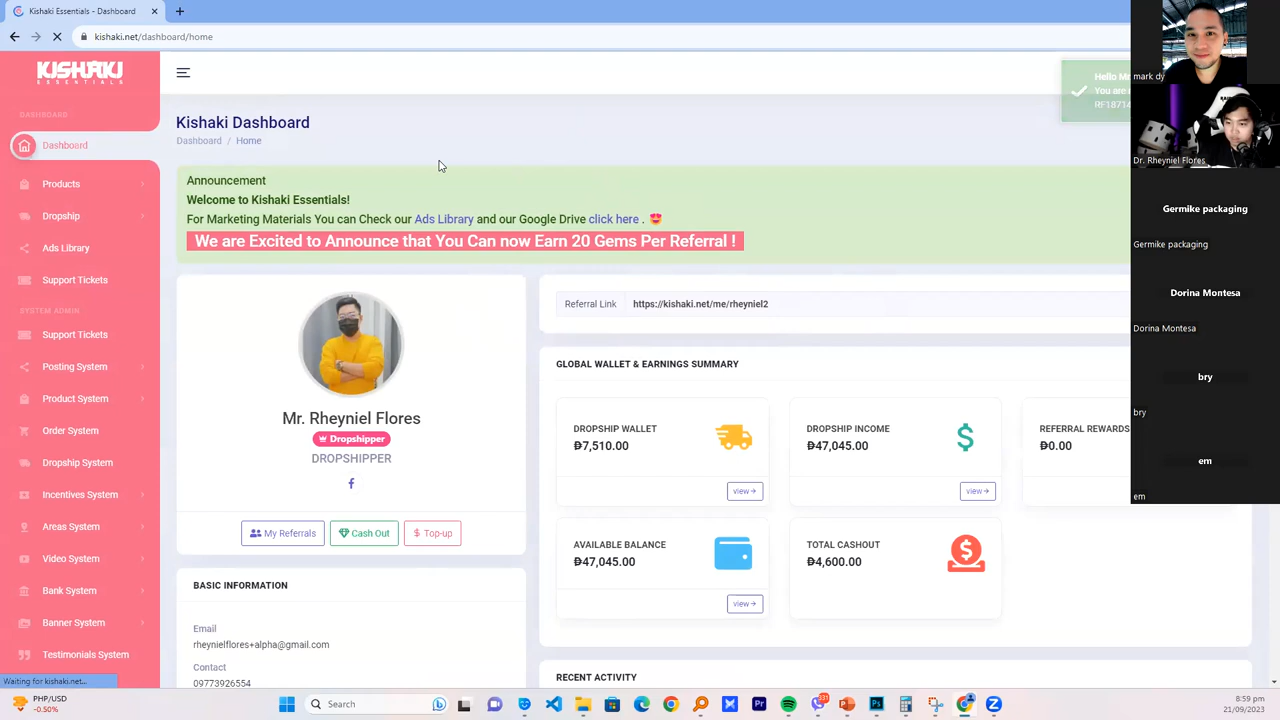 Kishaki Essentials - Dashboard
kishaki.net/dashboard/home
KISHAKI
ESSENTIALS
DASHBOARD
Dashboard
Products
Dropship
Ads Library
Support Tickets
SYSTEM ADMIN
Support Tickets
Posting System
Product System
Order System
Dropship System
Incentives System
Areas System
Video System
Bank System
Banner System
Testimonials System
Waiting for kishaki.net...
Kishaki Dashboard
Dashboard / Home
Announcement
Welcome to Kishaki Essentials!
For Marketing Materials You can Check our Ads Library and our Google Drive click here . 😍
We are Excited to Announce that You Can now Earn 20 Gems Per Referral !
Mr. Rheyniel Flores
Dropshipper
DROPSHIPPER
My Referrals
Cash Out
Top-up
BASIC INFORMATION
Email
rheynielflores+alpha@gmail.com
Contact
09773926554
Referral Link https://kishaki.net/me/rheyniel2
GLOBAL WALLET & EARNINGS SUMMARY
DROPSHIP WALLET
₱7,510.00
view→
DROPSHIP INCOME
₱47,045.00
view→
REFERRAL REWARDS
₱0.00
AVAILABLE BALANCE
₱47,045.00
view→
TOTAL CASHOUT
₱4,600.00
RECENT ACTIVITY
Hello Mr
You are
mark dy
Dr. Rheyniel Flores
Germike packaging
Germike packaging
Dorina Montesa
Dorina Montesa
bry
bry
em
em
PHP/USD
-0.50%
Search
8:59 pm
21/09/2023